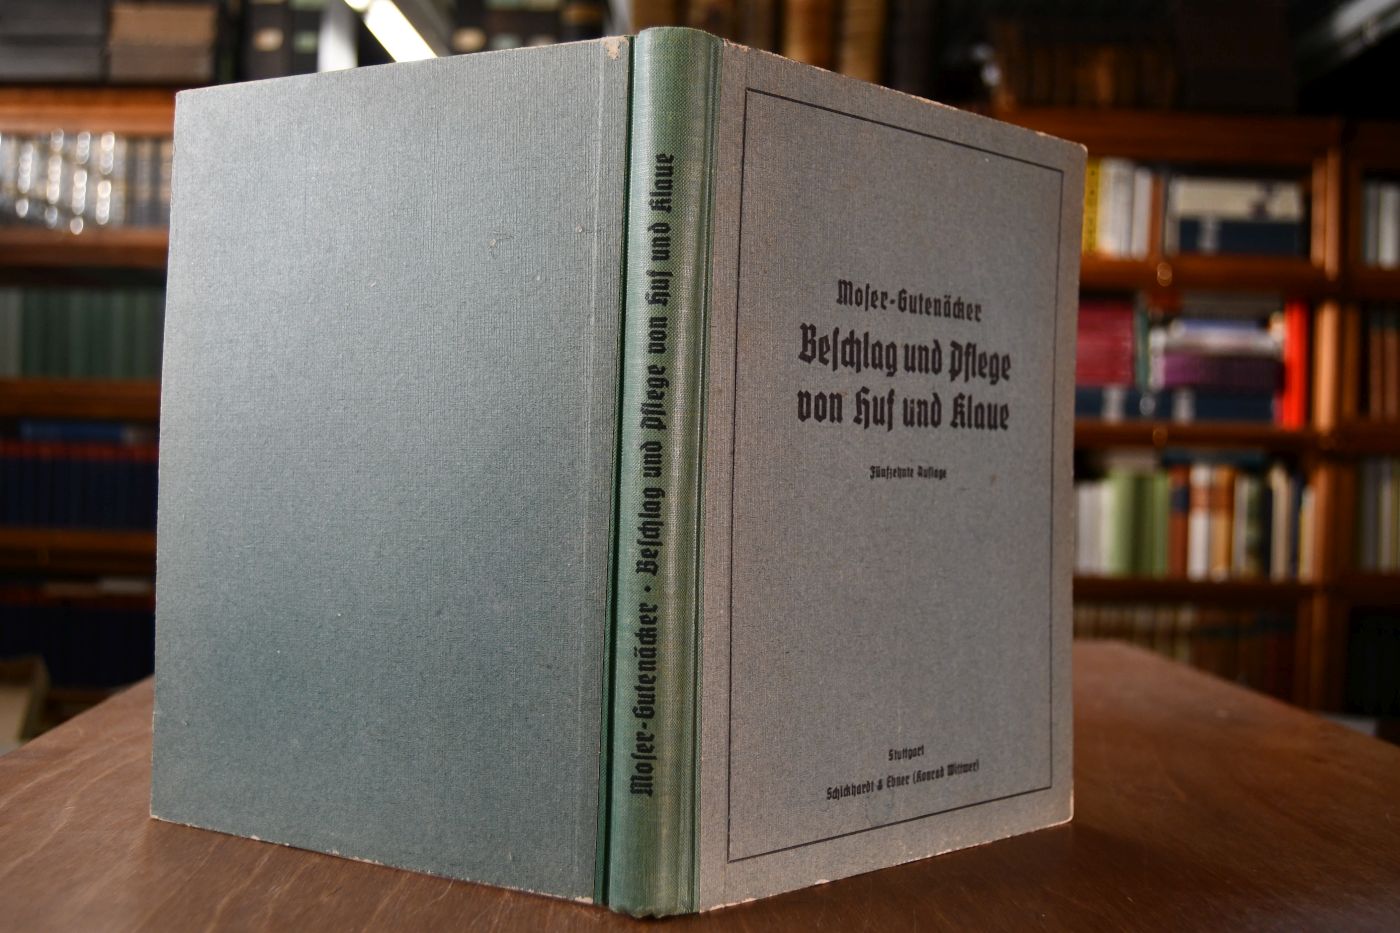 Moser-Gutenäcker · Beschlag und Pflege von Huf und Klaue
Moser-Gutenäcker
Beschlag und Pflege
von Huf und Klaue
Fünfzehnte Auflage
Stuttgart
Schickhardt & Ebner (Konrad Wittwer)